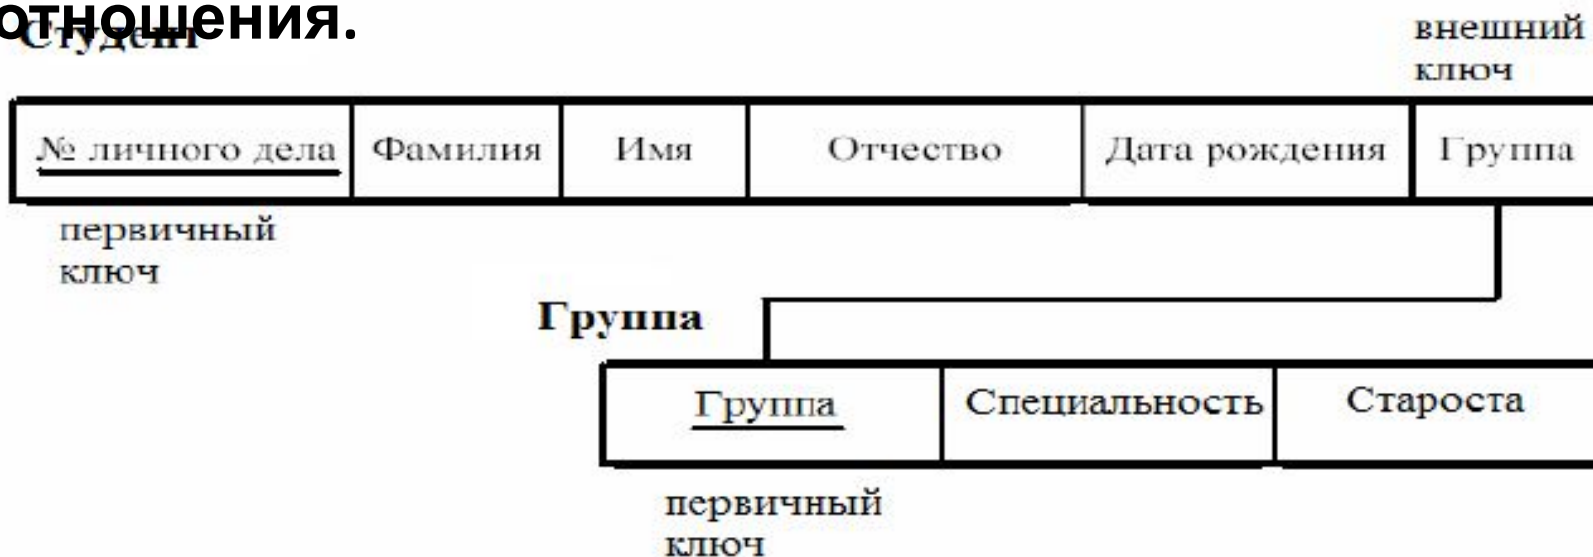 отношения.
Студент
внешний
ключ
№ личного дела Фамилия Имя Отчество Дата рождения Группа
первичный
ключ
Группа
Группа Специальность Староста
первичный
ключ